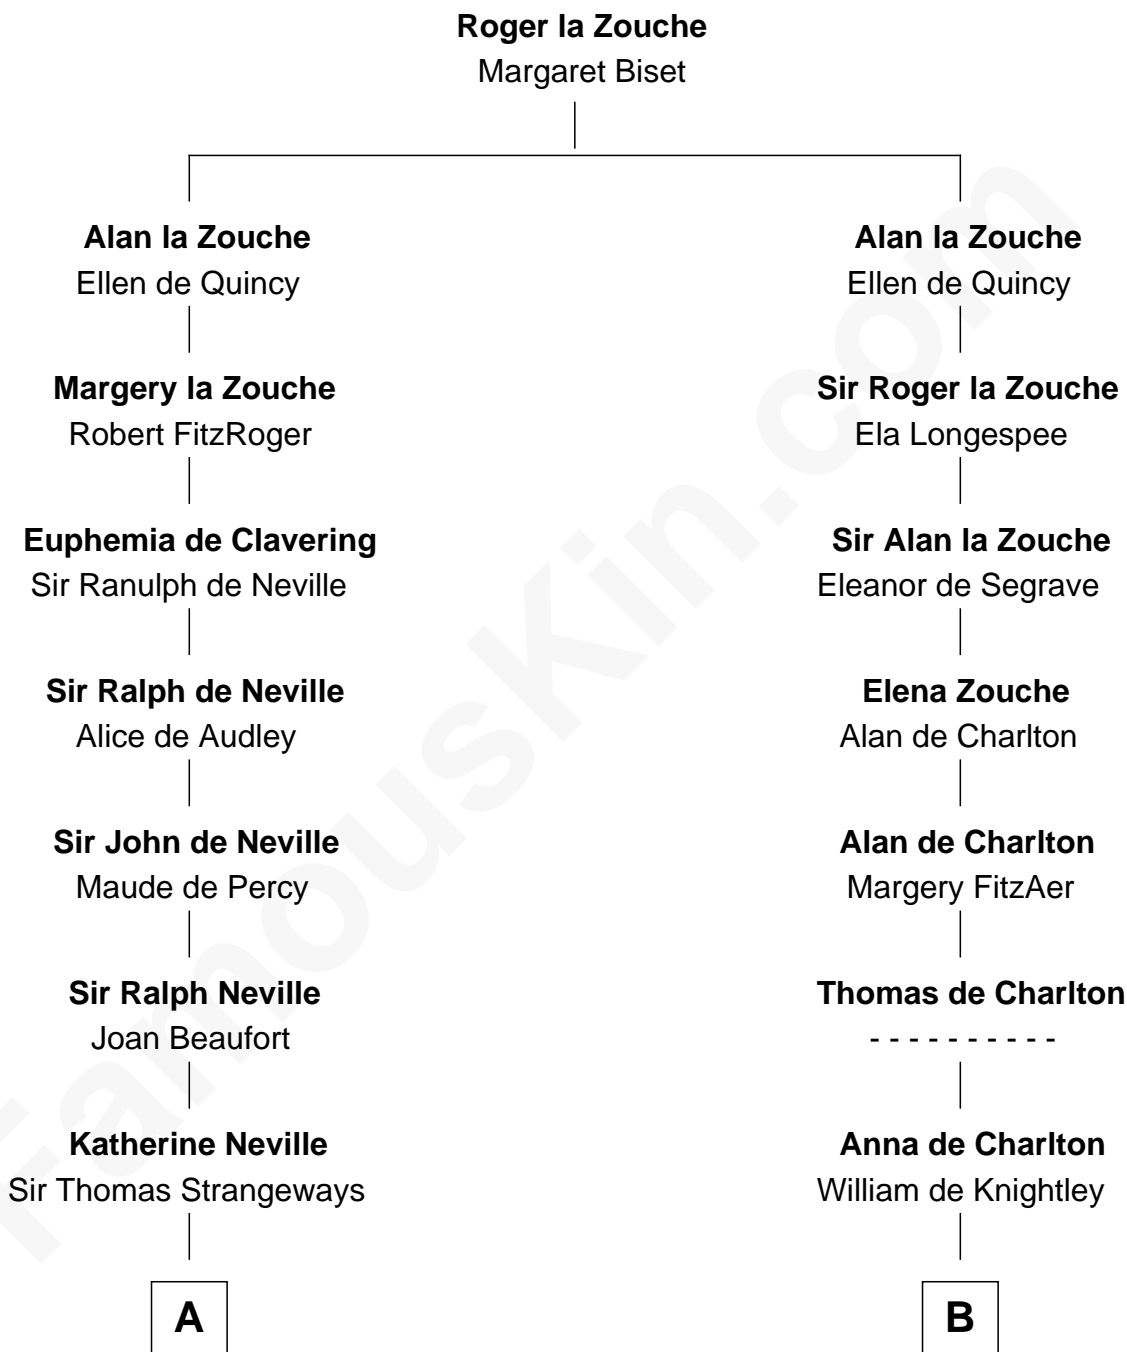 Roger la Zouche
Margaret Biset
Alan la Zouche
Ellen de Quincy
Margery la Zouche
Robert FitzRoger
Euphemia de Clavering
Sir Ranulph de Neville
Sir Ralph de Neville
Alice de Audley
Sir John de Neville
Maude de Percy
Sir Ralph Neville
Joan Beaufort
Katherine Neville
Sir Thomas Strangeways
A
Alan la Zouche
Ellen de Quincy
Sir Roger la Zouche
Ela Longespee
Sir Alan la Zouche
Eleanor de Segrave
Elena Zouche
Alan de Charlton
Alan de Charlton
Margery FitzAer
Thomas de Charlton
- - - - - - - - - -
Anna de Charlton
William de Knightley
B
FamousKin.com